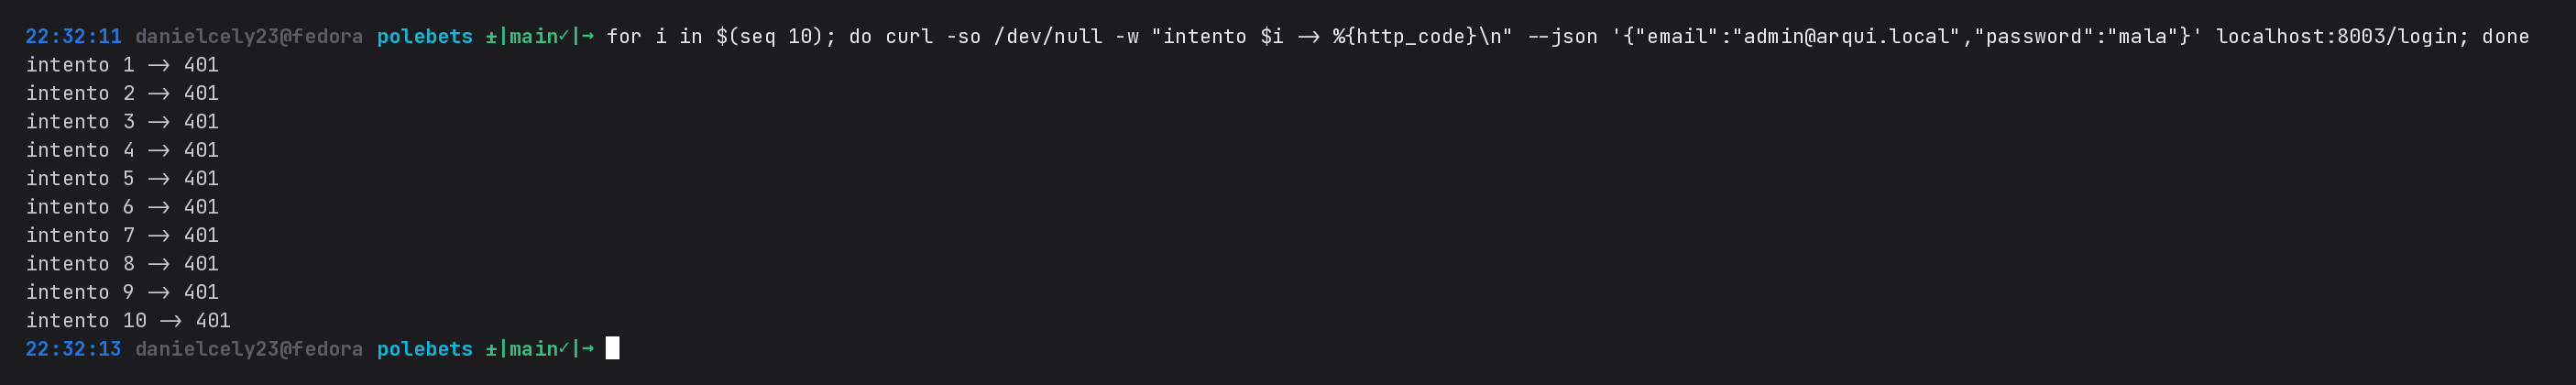 22:32:11 danielcely23@fedora polebets ±|main✓|→ for i in $(seq 10); do curl -so /dev/null -w "intento $i -> %{http_code}\n" --json '{"email":"admin@arqui.local","password":"mala"}' localhost:8003/login; done
intento 1 -> 401
intento 2 -> 401
intento 3 -> 401
intento 4 -> 401
intento 5 -> 401
intento 6 -> 401
intento 7 -> 401
intento 8 -> 401
intento 9 -> 401
intento 10 -> 401
22:32:13 danielcely23@fedora polebets ±|main✓|→